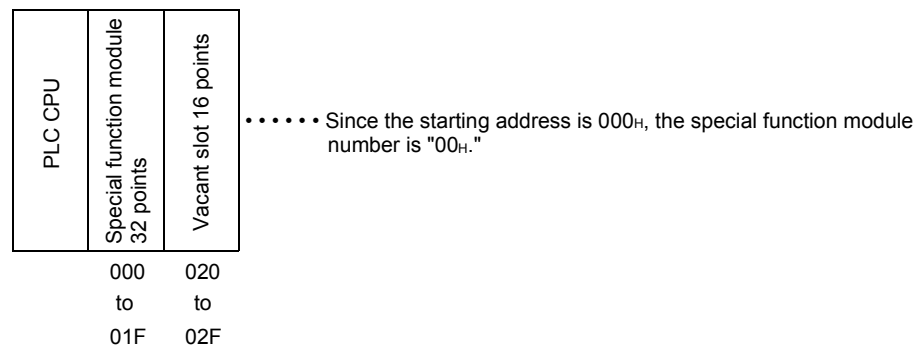 PLC CPU
Special function module
32 points
Vacant slot 16 points
•••••• Since the starting address is 000H, the special function module
number is "00H."
000 020
to to
01F 02F